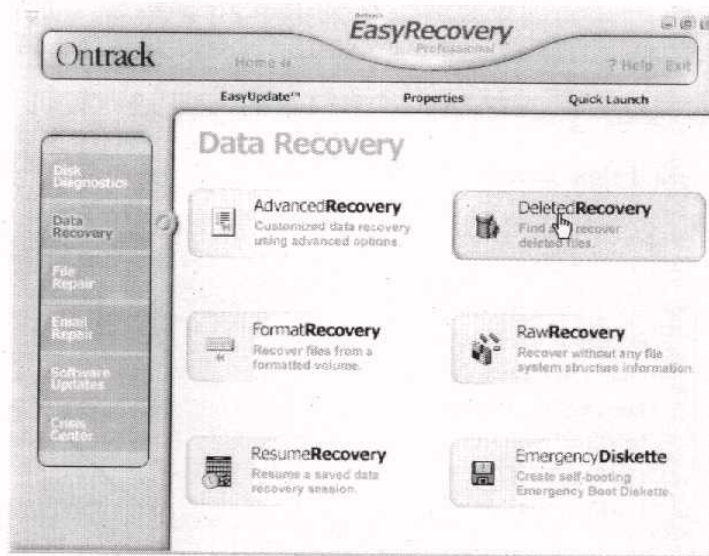 Ontrack
EasyRecovery
Professional
Home
? Help Exit
EasyUpdate™ Properties Quick Launch
Data Recovery
Disk
Diagnostics
Data
Recovery
File
Repair
Email
Repair
Software
Updates
Crisis
Center
AdvancedRecovery
Customized data recovery
using advanced options.
DeletedRecovery
Find recover
deleted files.
FormatRecovery
Recover files from a
formatted volume.
RawRecovery
Recover without any file
system structure information
ResumeRecovery
Resume a saved data
recovery session.
EmergencyDiskette
Create self-booting
Emergency Boot Diskette.